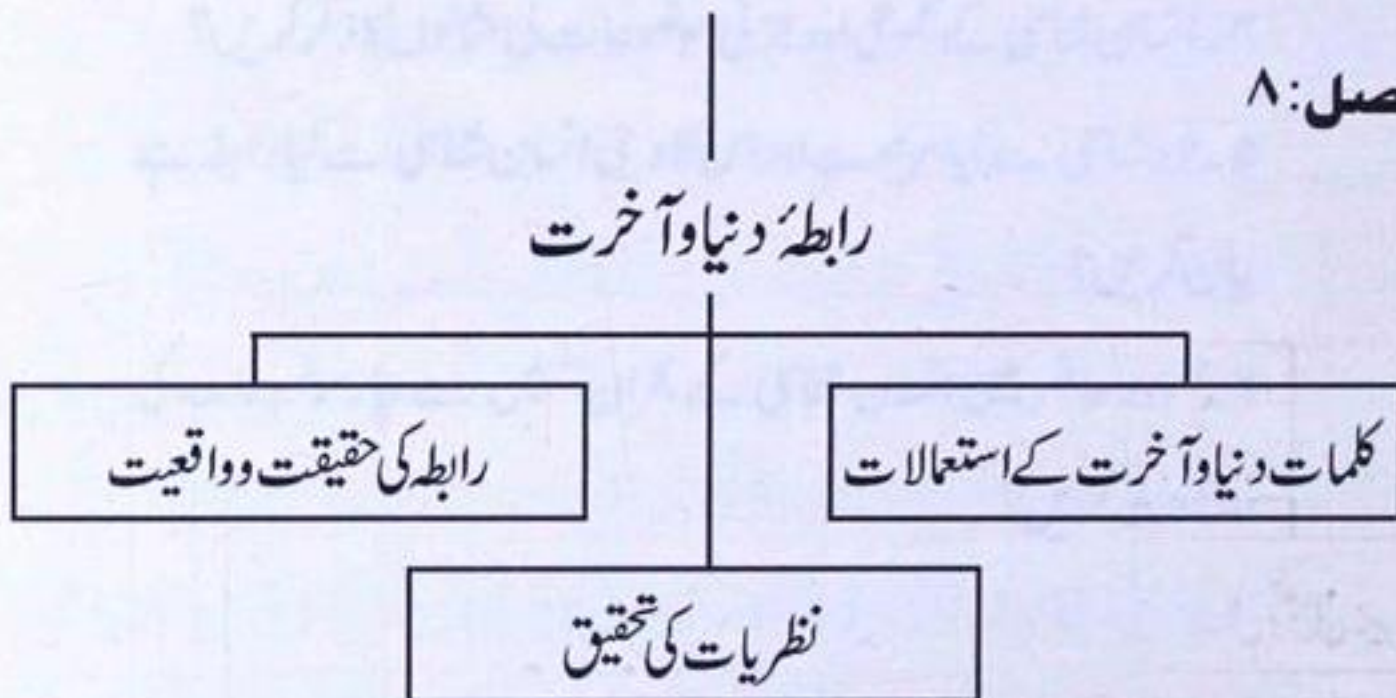 صل: ۸
رابطۂ دنیا و آخرت
کلمات دنیا و آخرت کے استعمالات
رابطہ کی حقیقت و واقعیت
نظریات کی تحقیق